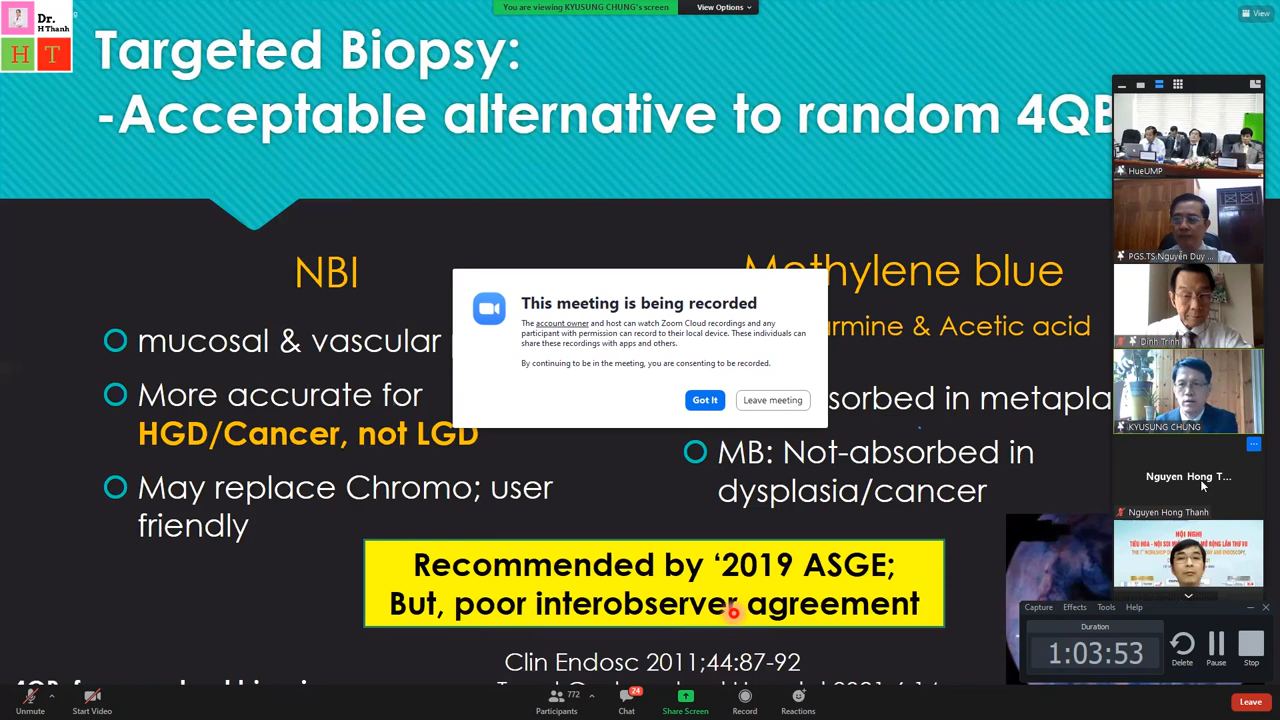 Dr.
H Thanh
H T
You are viewing KYUSUNG CHUNG's screen
View Options
View
Targeted Biopsy:
-Acceptable alternative to random 4QB
NBI
mucosal & vascular
More accurate for
HGD/Cancer, not LGD
May replace Chromo; user
friendly
Methylene blue
& Acetic acid
sorbed in
MB: Not-absorbed in
dysplasia/cancer
Recommended by ‘2019 ASGE;
But, poor interobserver agreement
Clin Endosc 2011;44:87-92
This meeting is being recorded
The account owner and host can watch Zoom Cloud recordings and any
participant with permission can record to their local device. These individuals can
share these recordings with apps and others.
By continuing to be in the meeting, you are consenting to be recorded.
Got It
Leave meeting
HueUMP
PGS.TS.Nguyễn Duy ...
Dinh Trinh
KYUSUNG CHUNG
Nguyen Hong T...
Nguyen Hong Thanh
HỘI NGHỊ
Capture Effects Tools Help
Duration
1:03:53
Delete Pause Stop
Unmute
Start Video
772
Participants
24
Chat
Share Screen
Record
Reactions
Leave